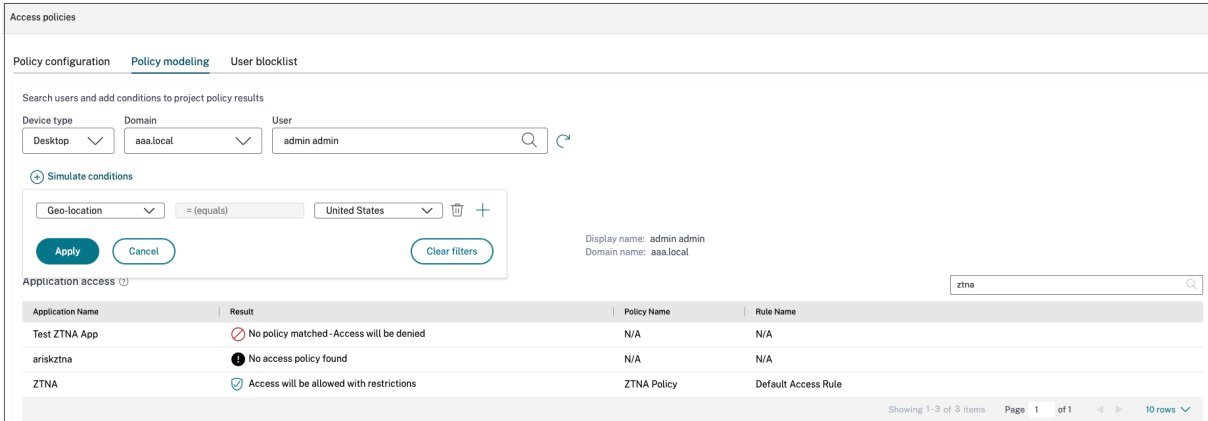 Access policies
Policy configuration Policy modeling User blocklist
Search users and add conditions to project policy results
Device type Domain User
Desktop aaa.local admin admin
Simulate conditions
Geo-location = (equals) United States
Apply Cancel Clear filters
Display name: admin admin
Domain name: aaa.local
Application access
ztna
Application Name Result Policy Name Rule Name
Test ZTNA App No policy matched - Access will be denied N/A N/A
ariskztna No access policy found N/A N/A
ZTNA Access will be allowed with restrictions ZTNA Policy Default Access Rule
Showing 1-3 of 3 items Page 1 of 1 10 rows